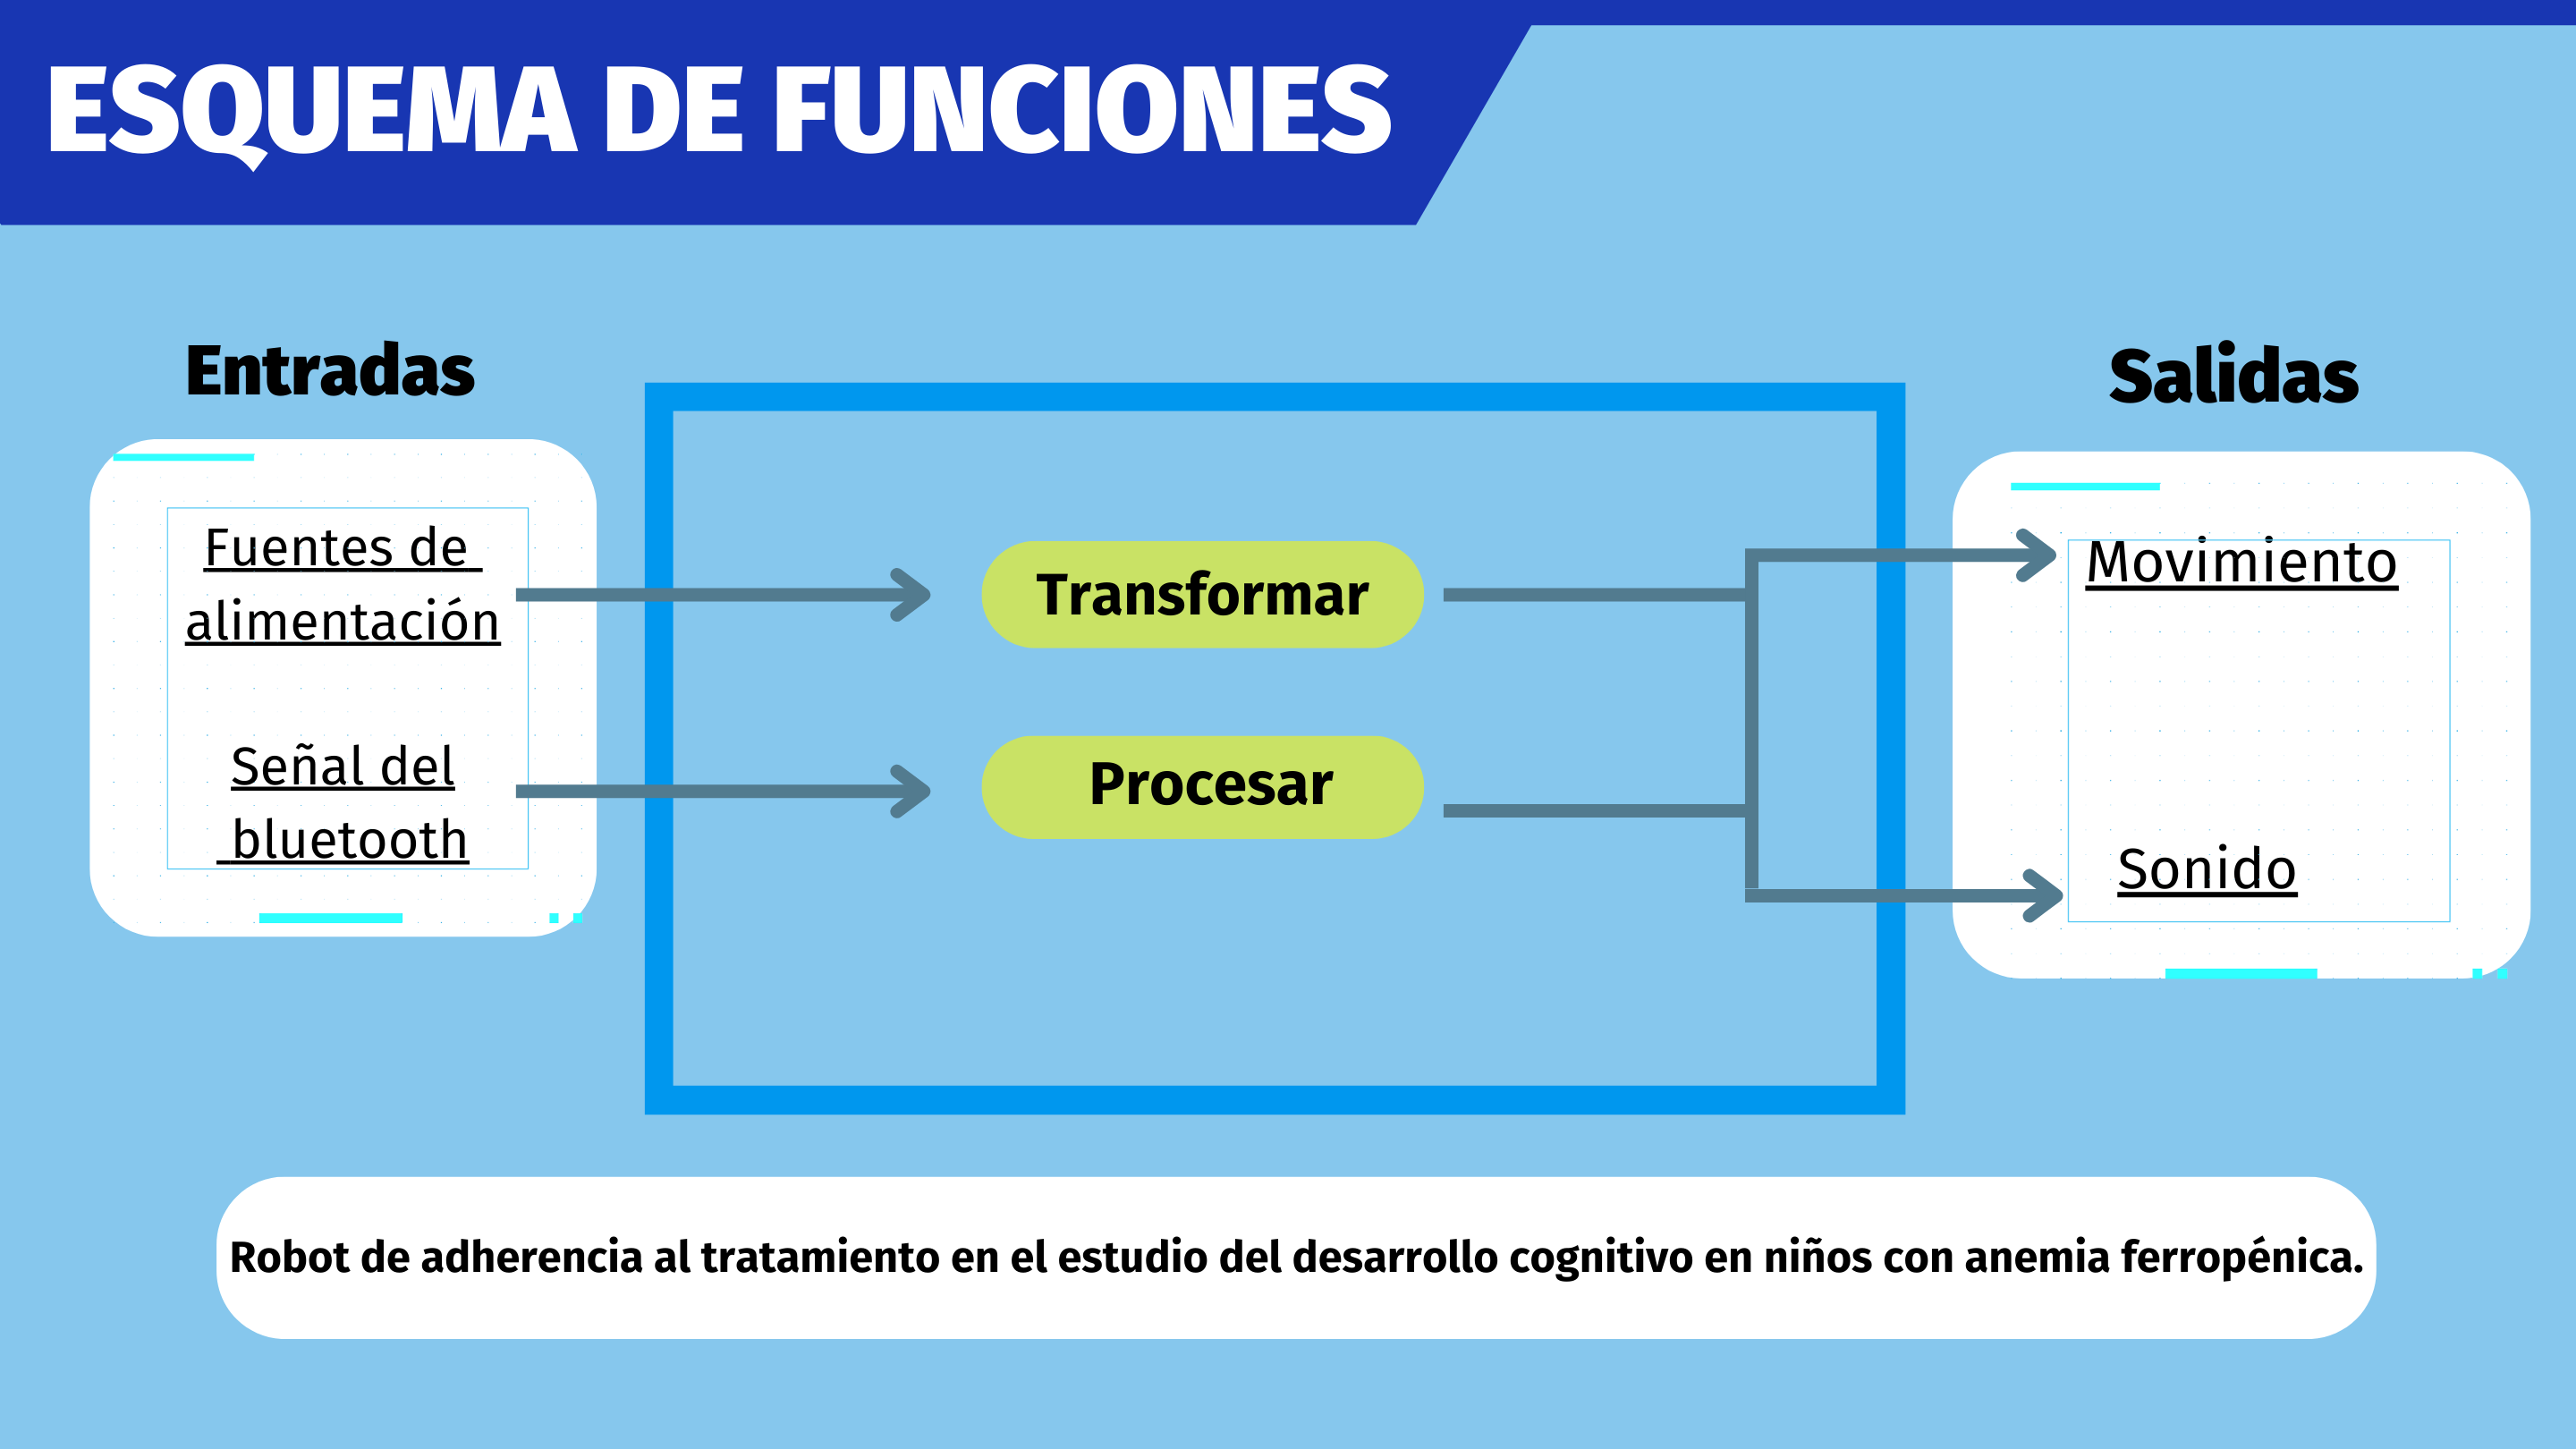 ESQUEMA DE FUNCIONES
Entradas
Fuentes de
alimentación
Señal del
bluetooth
Transformar
Procesar
Salidas
Movimiento
Sonido
Robot de adherencia al tratamiento en el estudio del desarrollo cognitivo en niños con anemia ferropénica.